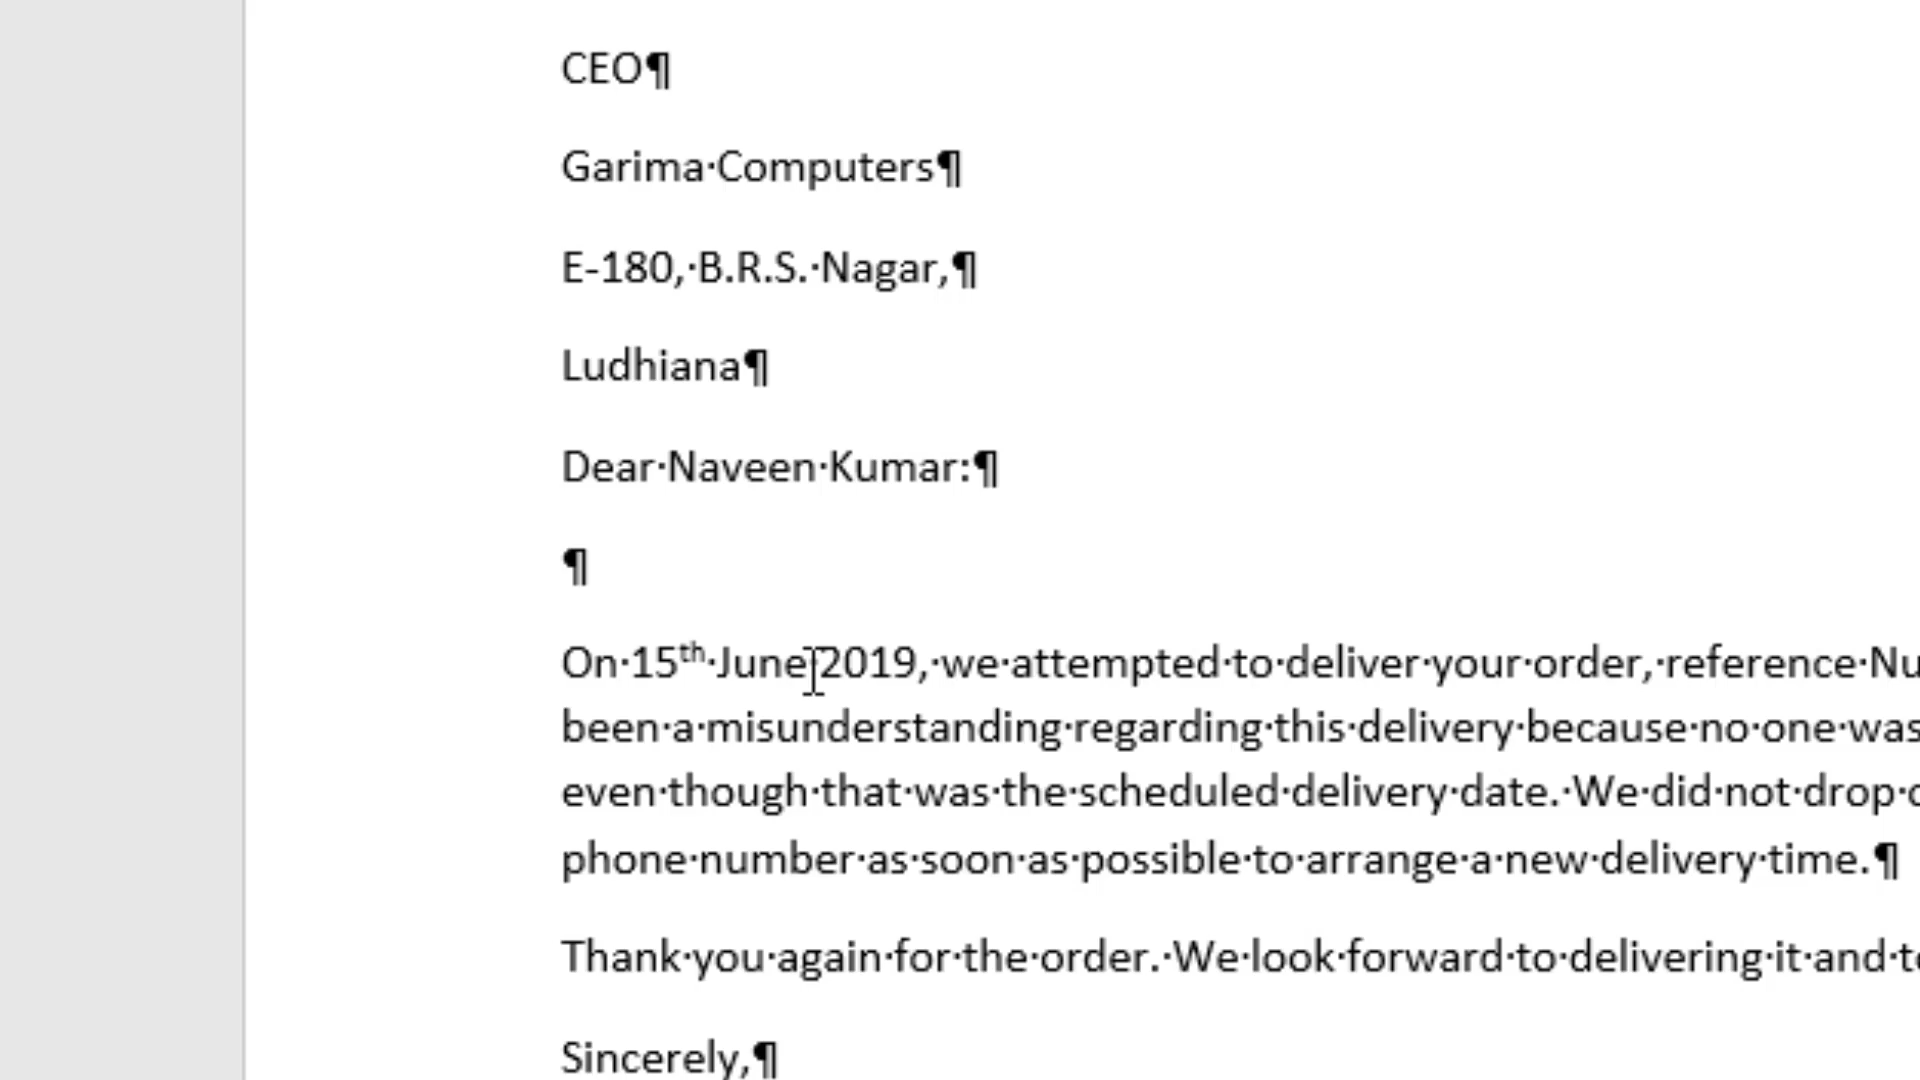 CEO¶
Garima·Computers¶
E-180,·B.R.S.·Nagar,¶
Ludhiana¶
Dear·Naveen·Kumar:¶
¶
On·15th·June 2019,·we·attempted·to·deliver·your·order,·reference·
been·a·misunderstanding·regarding·this·delivery·because·no·one·was
even·though·that·was·the·scheduled·delivery·date.·We·did·not·drop·
phone·number·as·soon·as·possible·to·arrange·a·new·delivery·time.¶
Thank·you·again·for·the·order.·We·look·forward·to·delivering·it·and·
Sincerely,¶